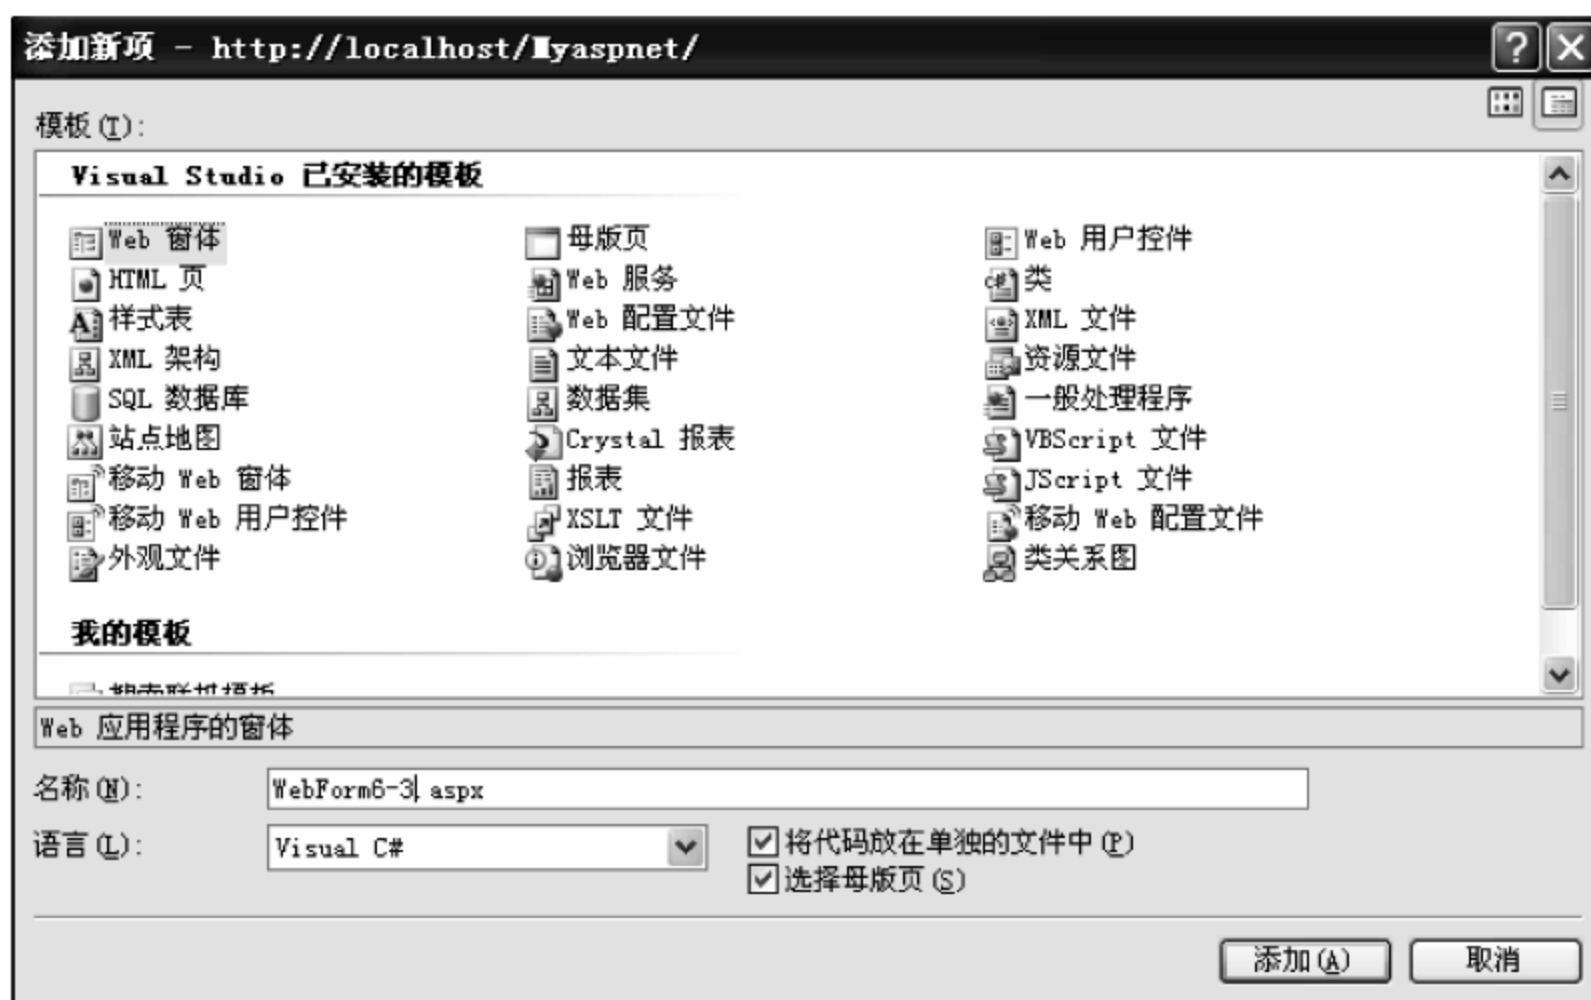 添加新项 - http://localhost/Myaspnet/
模板(T):
Visual Studio 已安装的模板
Web 窗体 母版页 Web 用户控件
HTML 页 Web 服务 类
样式表 Web 配置文件 XML 文件
XML 架构 文本文件 资源文件
SQL 数据库 数据集 一般处理程序
站点地图 Crystal 报表 VBScript 文件
移动 Web 窗体 报表 JScript 文件
移动 Web 用户控件 XSLT 文件 移动 Web 配置文件
外观文件 浏览器文件 类关系图
我的模板
搜索联机模板
Web 应用程序的窗体
名称(N): WebForm6-3.aspx
语言(L): Visual C# 将代码放在单独的文件中(P)
选择母版页(S)
添加(A) 取消